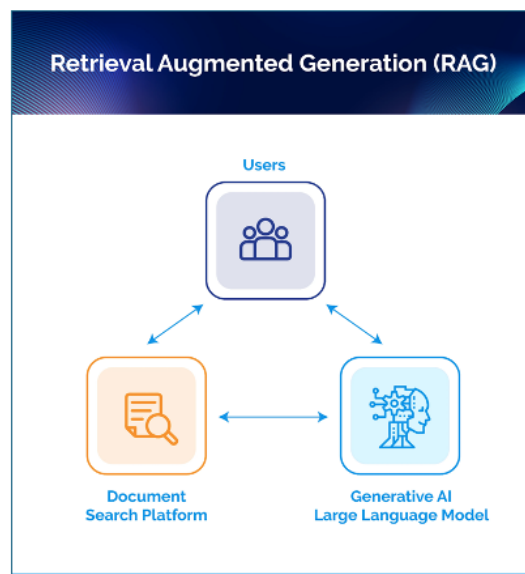 Retrieval Augmented Generation (RAG)
Users
Document
Search Platform
Generative AI
Large Language Model